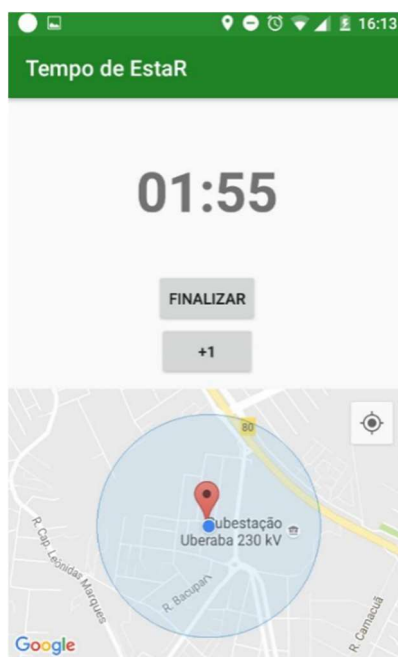 16:13
Tempo de EstaR
01:55
FINALIZAR
+1
80
Subestação
Uberaba 230 kV
R. Cap. Leônidas Marques
R. Bacupari
R. Camacuã
Google